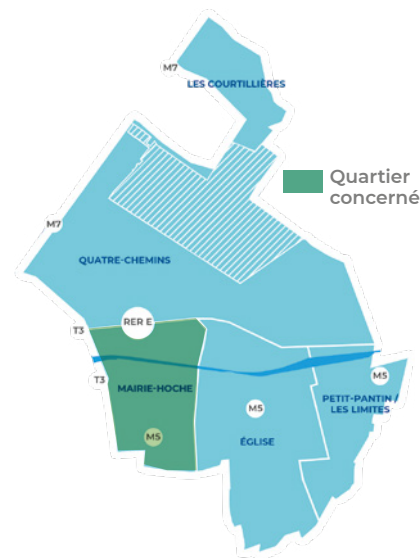 M7
LES COURTILLIÈRES
Quartier
concerné
M7
QUATRE-CHEMINS
RER E
T3
T3
M5
MAIRIE-HOCHE
PETIT-PANTIN /
LES LIMITES
M5
M5
ÉGLISE